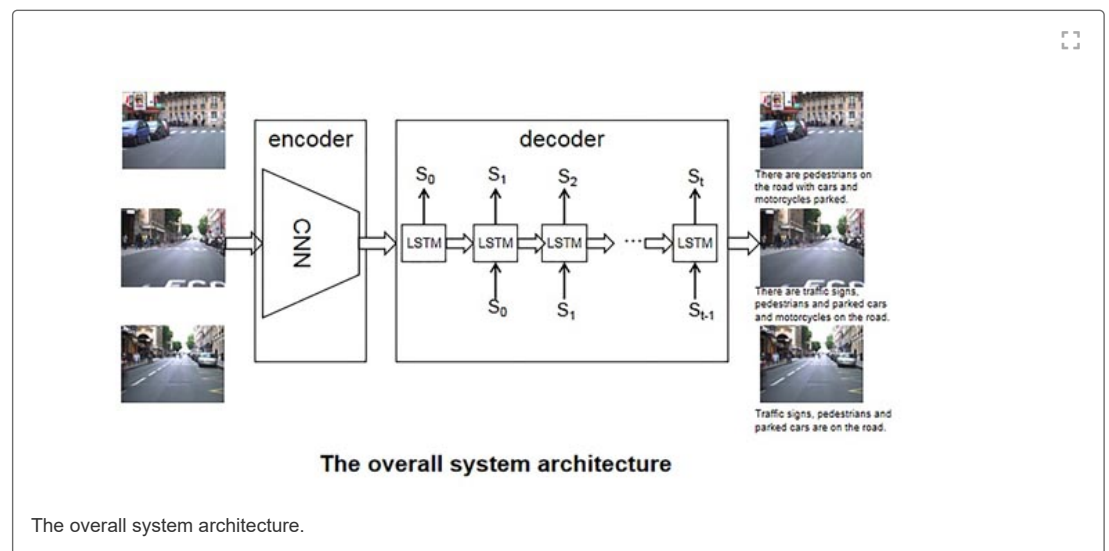 encoder
decoder
S0
S1
S2
St
CNN
LSTM
LSTM
LSTM
...
LSTM
S0
S1
St-1
There are pedestrians on
the road with cars and
motorcycles parked.
There are traffic signs,
pedestrians and parked cars
and motorcycles on the road.
Traffic signs, pedestrians and
parked cars are on the road.
The overall system architecture
The overall system architecture.